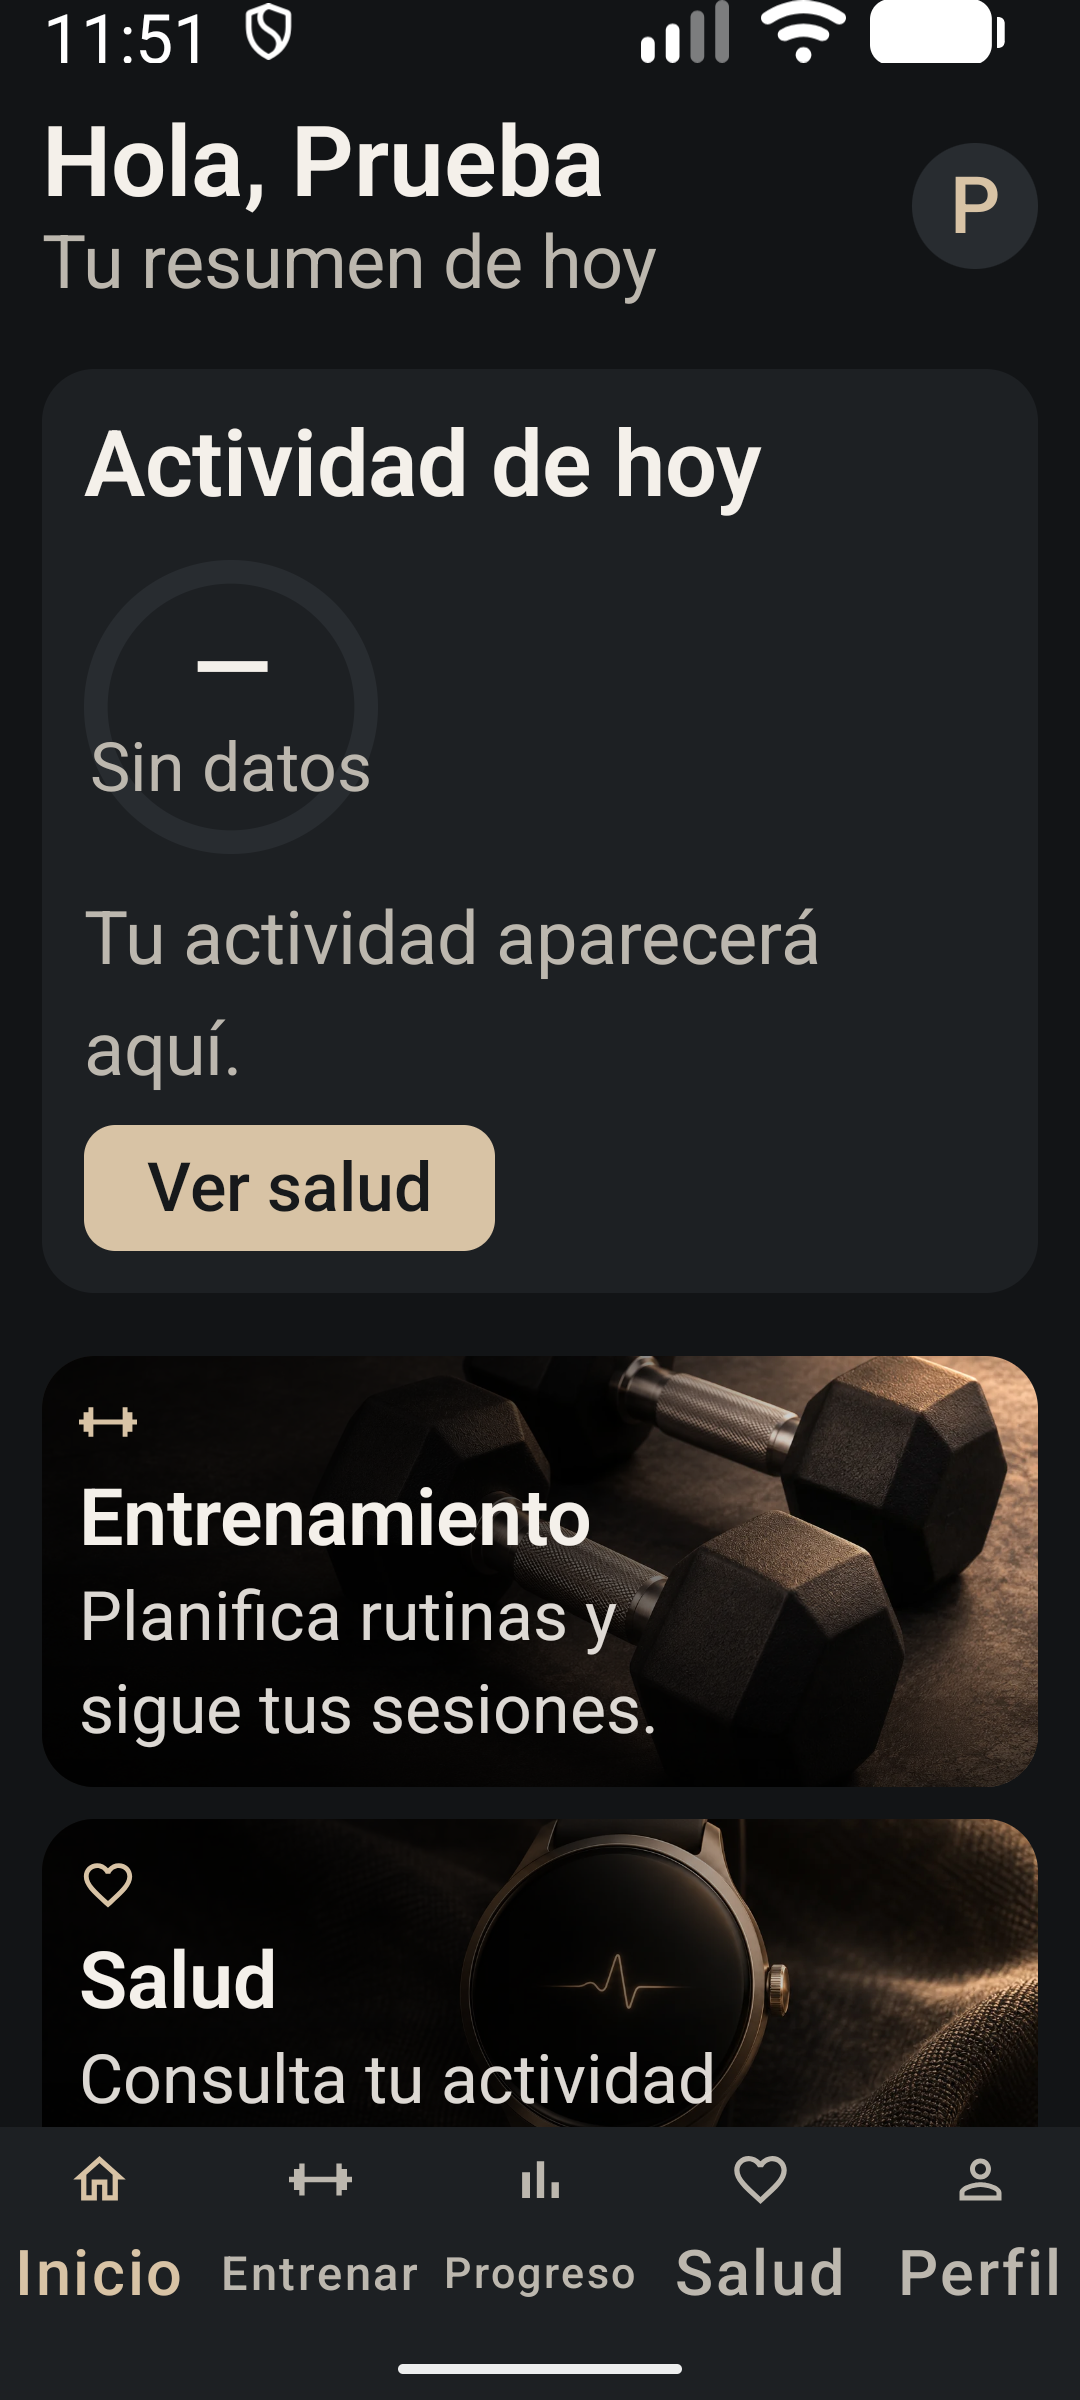 11:51
Hola, Prueba
P
Tu resumen de hoy
Actividad de hoy
—
Sin datos
Tu actividad aparecerá
aquí.
Ver salud
Entrenamiento
Planifica rutinas y
sigue tus sesiones.
Salud
Consulta tu actividad
Inicio
Entrenar
Progreso
Salud
Perfil